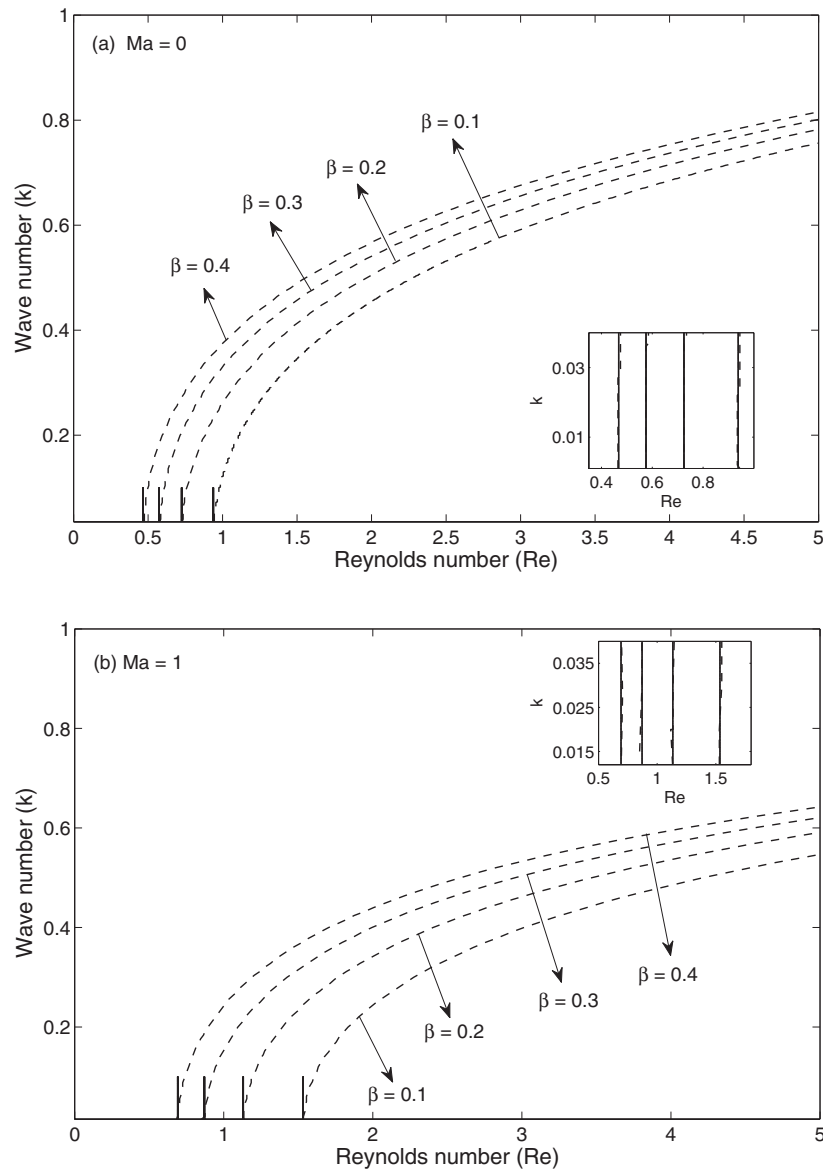 1
(a) Ma = 0
0.8
β = 0.1
β = 0.2
0.6
β = 0.3
Wave number (k)
β = 0.4
0.4
0.03
k
0.01
0.2
0.4 0.6 0.8
Re
0 0.5 1 1.5 2 2.5 3 3.5 4 4.5 5
Reynolds number (Re)
1
(b) Ma = 1
0.035
k
0.025
0.015
0.8
0.5 1 1.5
Re
0.6
Wave number (k)
0.4
β = 0.4
β = 0.3
β = 0.2
0.2
β = 0.1
0 1 2 3 4 5
Reynolds number (Re)